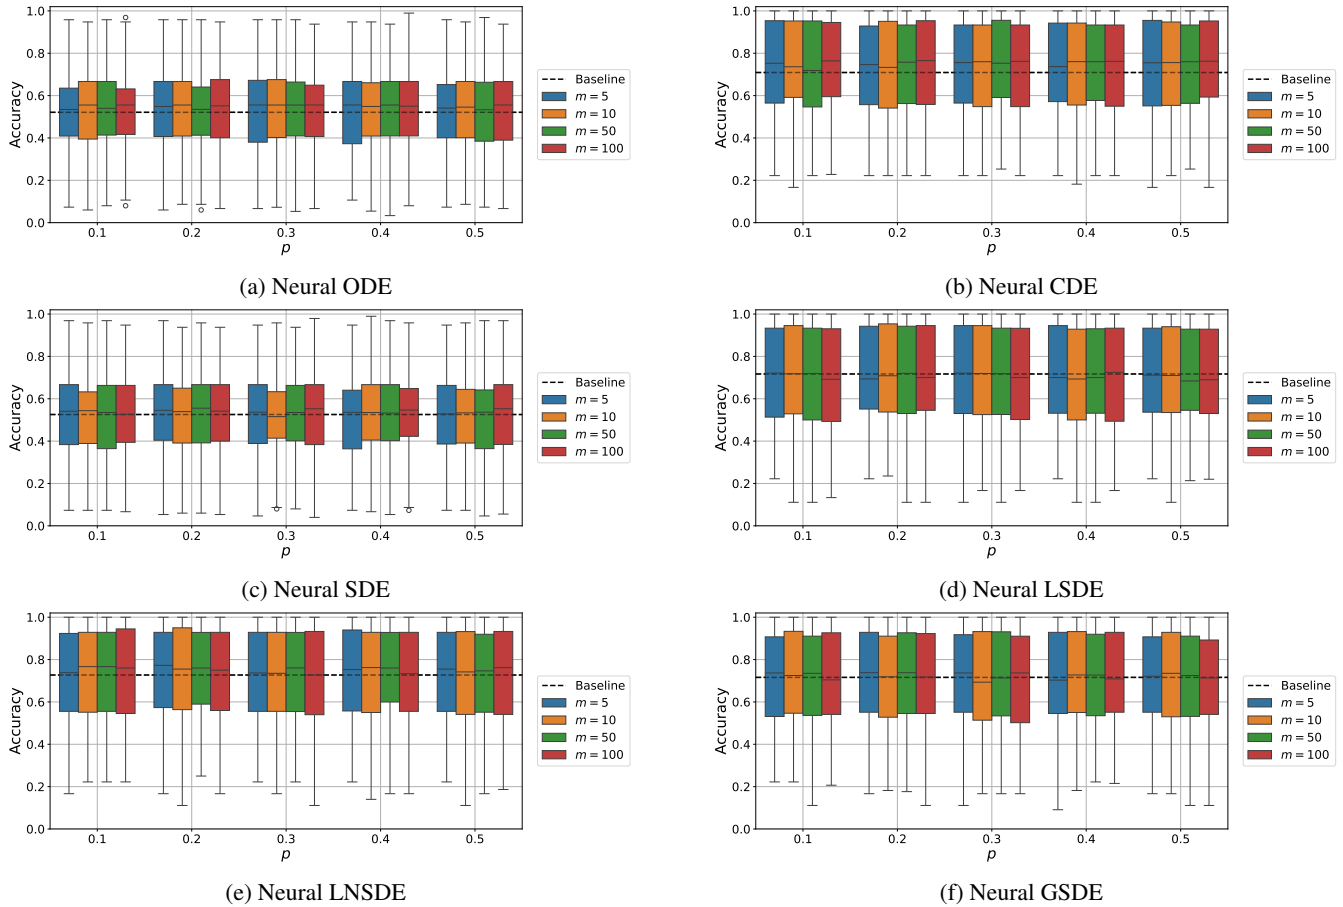 1.0
0.8
0.6
0.4
0.2
0.0
Accuracy
0.1 0.2 0.3 0.4 0.5
p
Baseline
m = 5
m = 10
m = 50
m = 100
(a) Neural ODE
1.0
0.8
0.6
0.4
0.2
0.0
Accuracy
0.1 0.2 0.3 0.4 0.5
p
Baseline
m = 5
m = 10
m = 50
m = 100
(b) Neural CDE
1.0
0.8
0.6
0.4
0.2
0.0
Accuracy
0.1 0.2 0.3 0.4 0.5
p
Baseline
m = 5
m = 10
m = 50
m = 100
(c) Neural SDE
1.0
0.8
0.6
0.4
0.2
0.0
Accuracy
0.1 0.2 0.3 0.4 0.5
p
Baseline
m = 5
m = 10
m = 50
m = 100
(d) Neural LSDE
1.0
0.8
0.6
0.4
0.2
0.0
Accuracy
0.1 0.2 0.3 0.4 0.5
p
Baseline
m = 5
m = 10
m = 50
m = 100
(e) Neural LNSDE
1.0
0.8
0.6
0.4
0.2
0.0
Accuracy
0.1 0.2 0.3 0.4 0.5
p
Baseline
m = 5
m = 10
m = 50
m = 100
(f) Neural GSDE